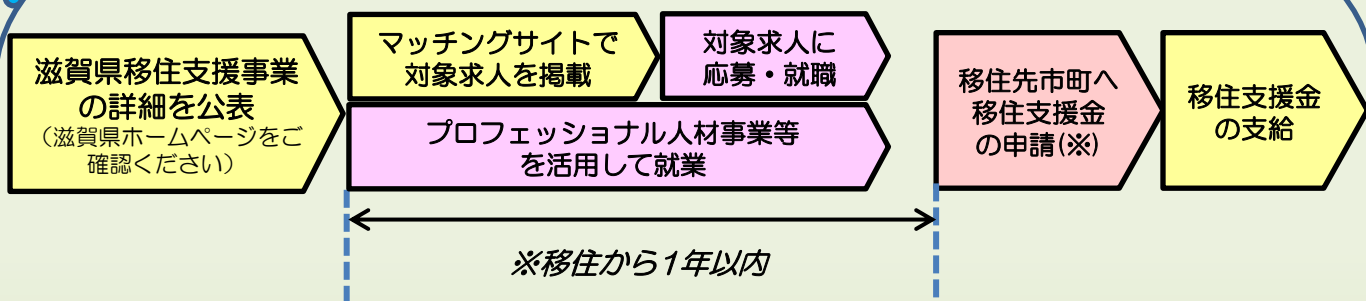 滋賀県移住支援事業
の詳細を公表
（滋賀県ホームページをご
確認ください）
マッチングサイトで
対象求人を掲載
対象求人に
応募・就職
プロフェッショナル人材事業等
を活用して就業
移住先市町へ
移住支援金
の申請(※)
移住支援金
の支給
※移住から1年以内